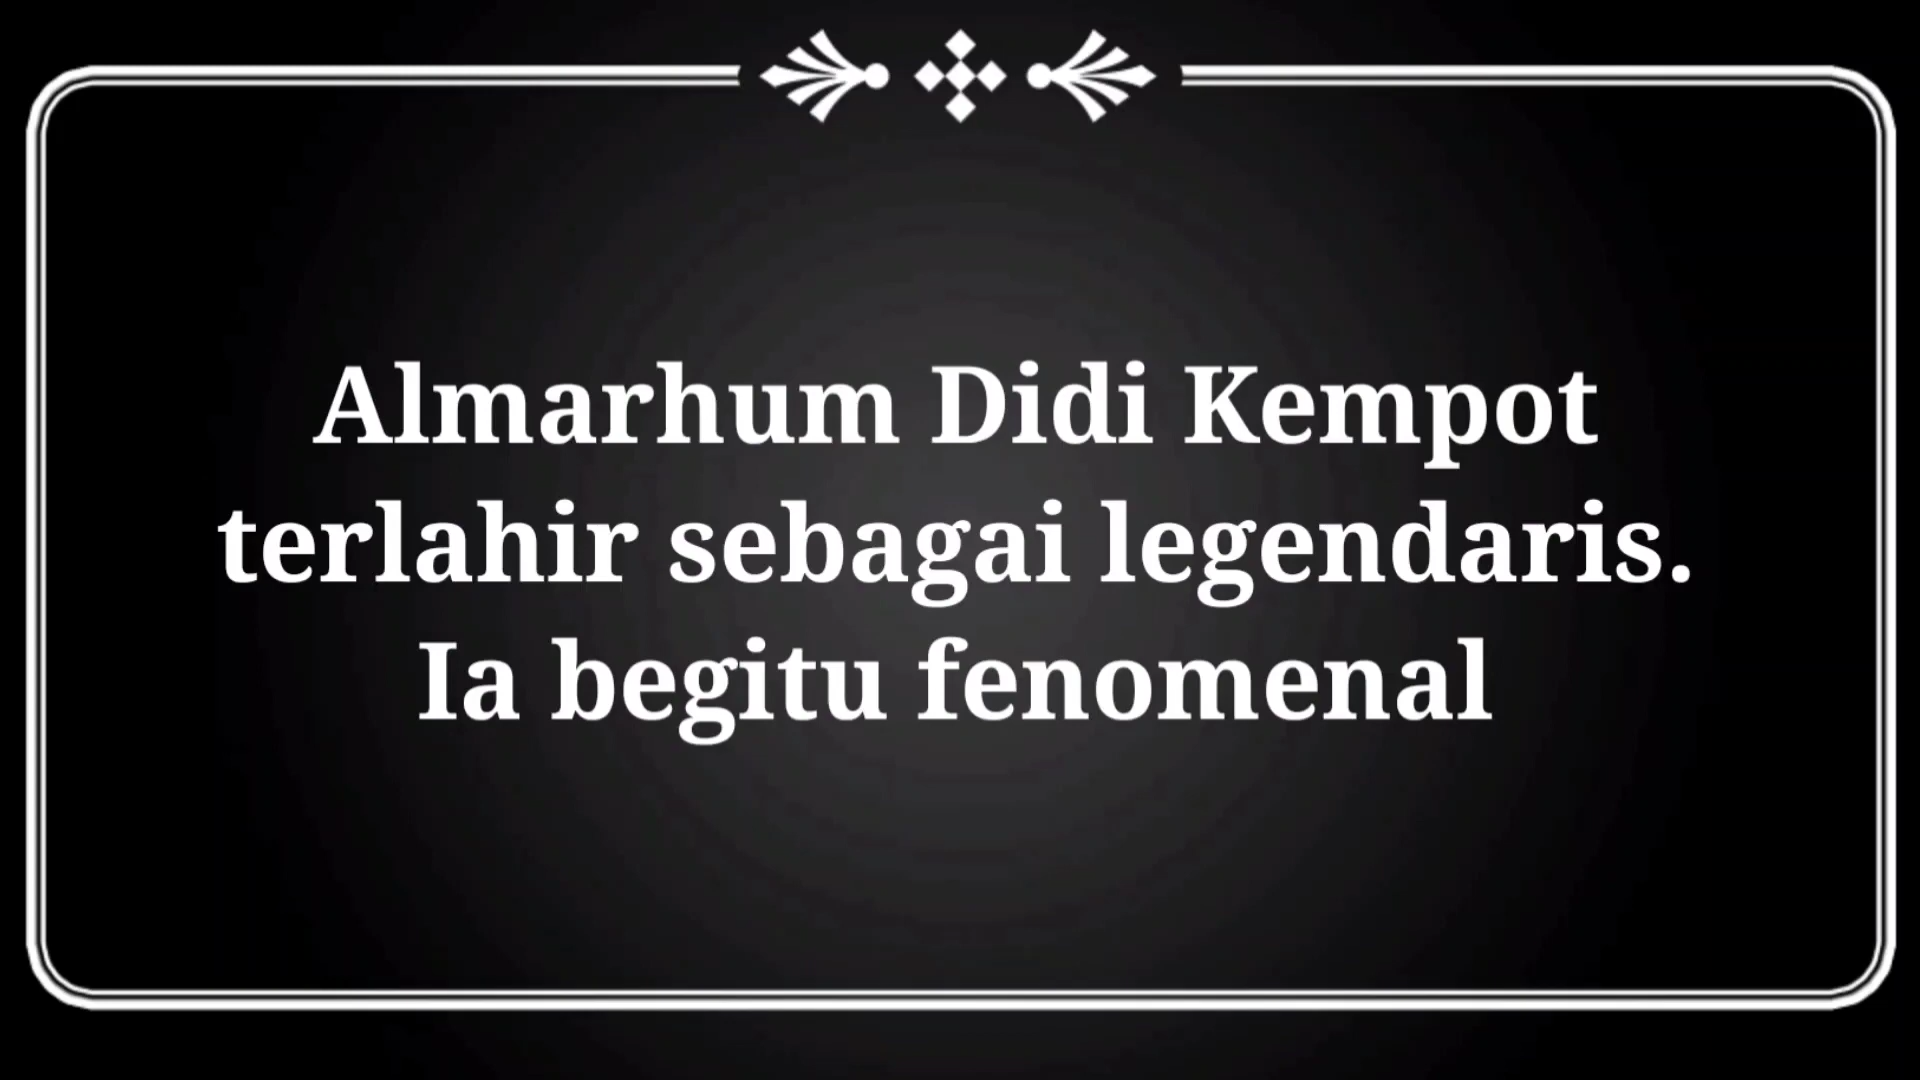 Almarhum Didi Kempot
terlahir sebagai legendaris.
Ia begitu fenomenal